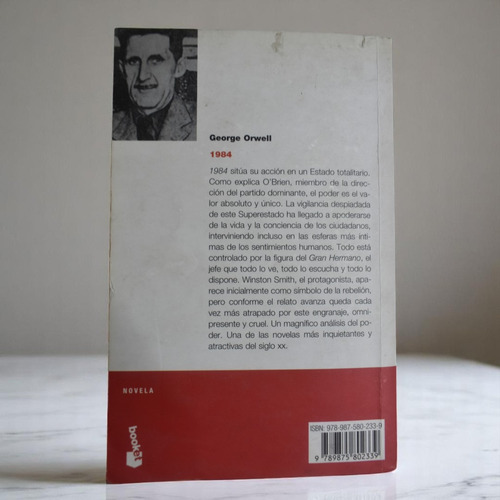 George Orwell
1984
1984 sitúa su acción en un Estado totalitario.
Como explica O'Brien, miembro de la direc-
ción del partido dominante, el poder es el va-
lor absoluto y único. La vigilancia despiadada
de este Superestado ha llegado a apoderarse
de la vida y la conciencia de los ciudadanos,
interviniendo incluso en las esferas más ínti-
mas de los sentimientos humanos. Todo está
controlado por la figura del Gran Hermano, el
jefe que todo lo ve, todo lo escucha y todo lo
dispone. Winston Smith, el protagonista, apa-
rece inicialmente como símbolo de la rebelión,
pero conforme el relato avanza queda cada
vez más atrapado por este engranaje, omni-
presente y cruel. Un magnífico análisis del po-
der. Una de las novelas más inquietantes y
atractivas del siglo XX.
NOVELA
booket
ISBN: 978-987-580-233-9
9 789875 802339